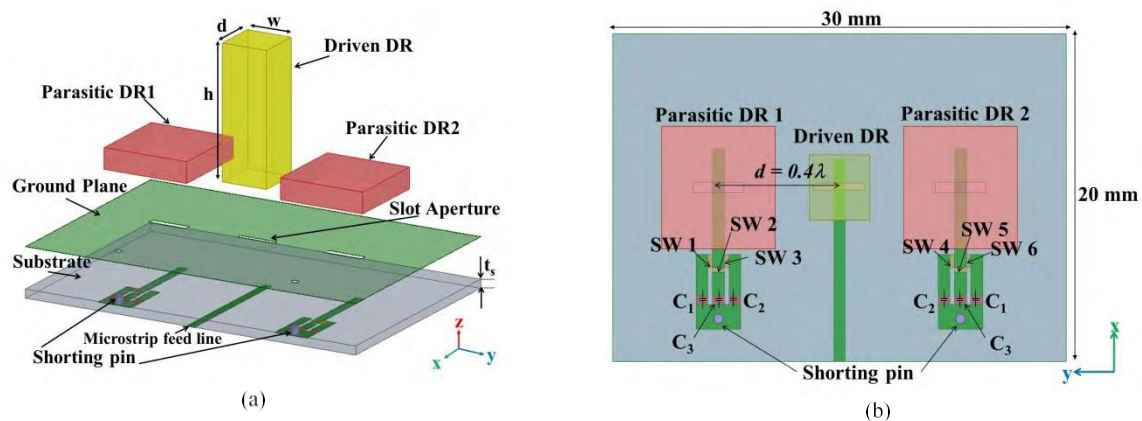 d
w
Driven DR
h
Parasitic DR1
Parasitic DR2
Ground Plane
Slot Aperture
Substrate
tₛ
Microstrip feed line
Shorting pin
z
x
y
(a)
30 mm
Parasitic DR 1
Parasitic DR 2
Driven DR
d = 0.4λ
20 mm
SW 1
SW 2
SW 3
SW 4
SW 5
SW 6
C₁
C₂
C₂
C₁
C₃
C₃
Shorting pin
x
y
(b)